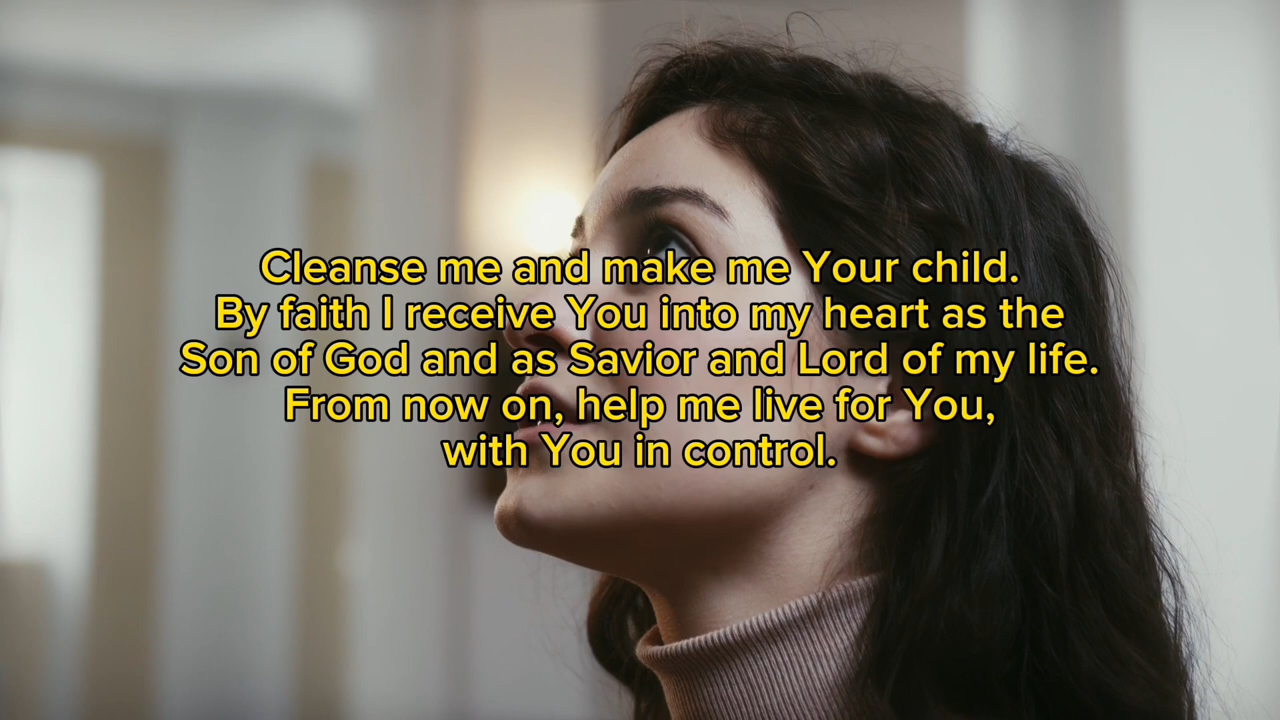 Cleanse me and make me Your child.
By faith I receive You into my heart as the
Son of God and as Savior and Lord of my life.
From now on, help me live for You,
with You in control.